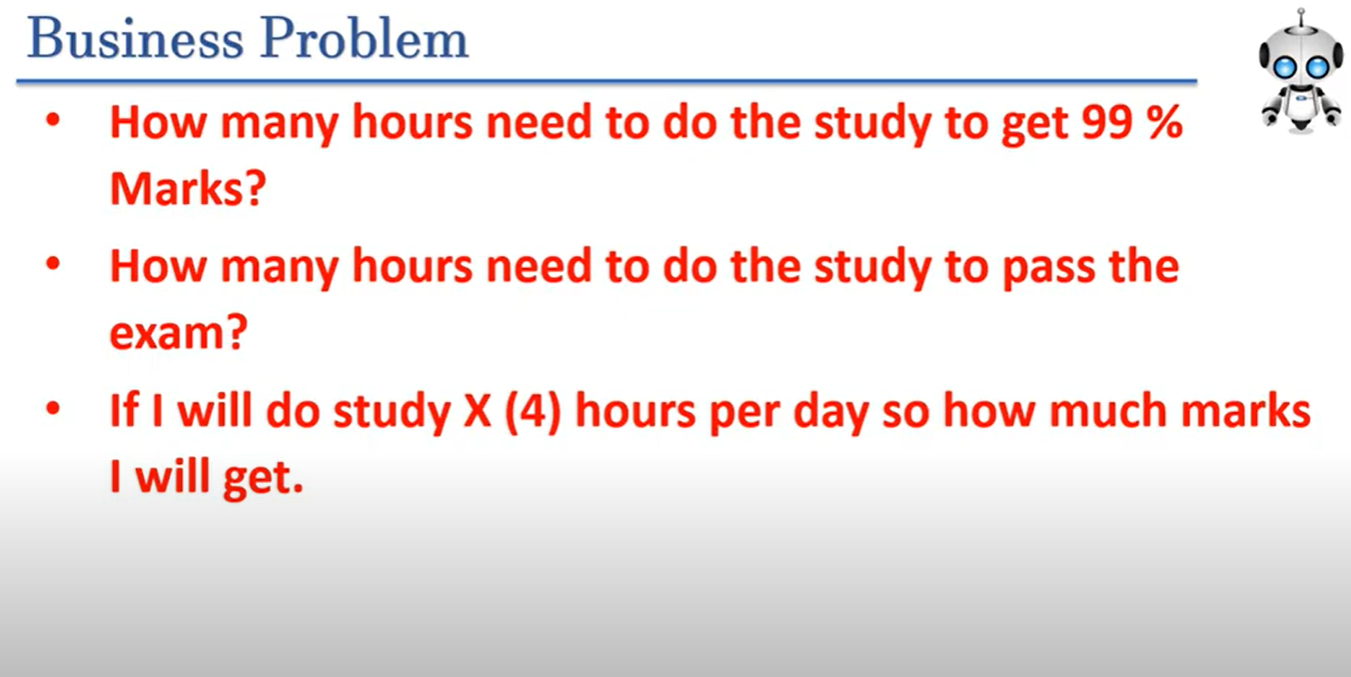 Business Problem
• How many hours need to do the study to get 99 %
Marks?
• How many hours need to do the study to pass the
exam?
• If I will do study X (4) hours per day so how much marks
I will get.